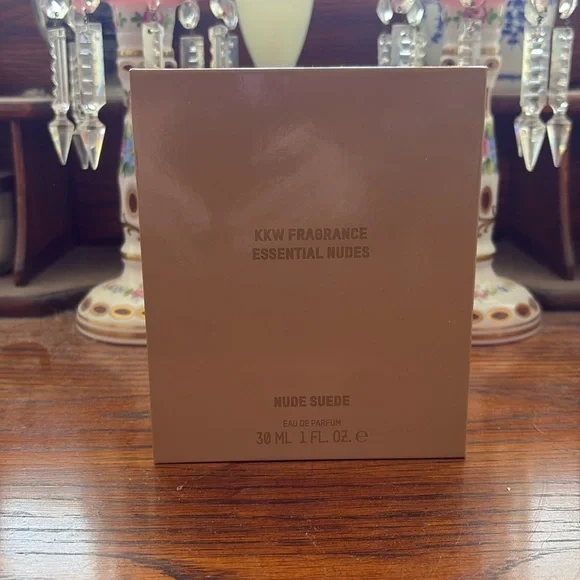 KKW FRAGRANCE
ESSENTIAL NUDES
NUDE SUEDE
EAU DE PARFUM
30 ML 1 FL. OZ. ℮